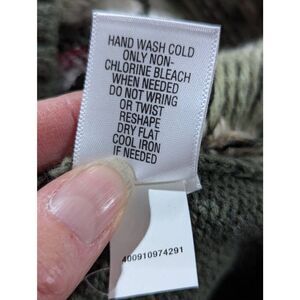 HAND WASH COLD
ONLY NON-
CHLORINE BLEACH
WHEN NEEDED
DO NOT WRING
OR TWIST
RESHAPE
DRY FLAT
COOL IRON
IF NEEDED
400910974291